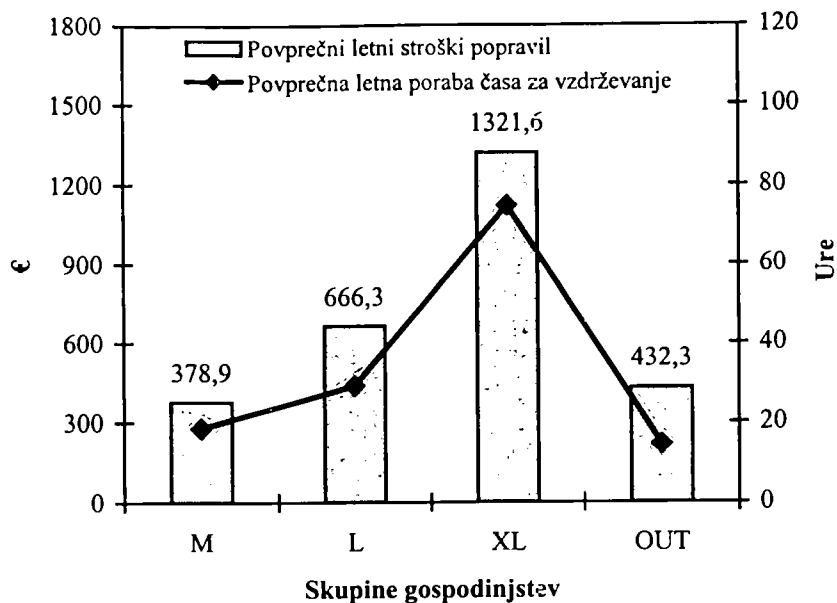 Povprečni letni stroški popravil
Povprečna letna poraba časa za vzdrževanje
1800
1500
1200
900
600
300
0
€
120
100
80
60
40
20
0
Ure
378,9
666,3
1321,6
432,3
M
L
XL
OUT
Skupine gospodinjstev